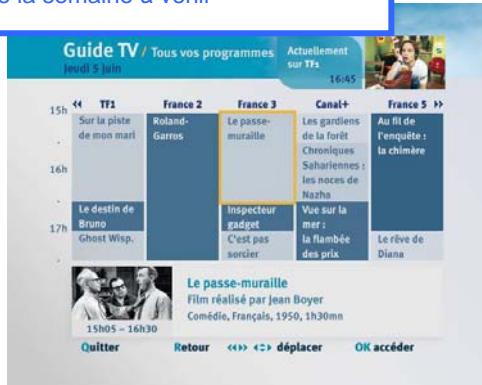 la semaine à venir
Guide TV / Tous vos programmes
Jeudi 5 juin
Actuellement
sur TF1
16:45
15h
TF1
France 2
France 3
Canal+
France 5
Sur la piste
de mon mari
Roland-
Garros
Le passe-
muraille
Les gardiens
de la forêt
Chroniques
Sahariennes :
les noces de
Nazha
Au fil de
l'enquête :
la chimère
16h
Le destin de
Bruno
17h
Ghost Wisp.
Inspecteur
gadget
C'est pas
sorcier
Vue sur la
mer :
la flambée
des prix
Le rêve de
Diana
Le passe-muraille
Film réalisé par Jean Boyer
Comédie, Français, 1950, 1h30mn
15h05 – 16h30
Quitter
Retour
déplacer
OK accéder